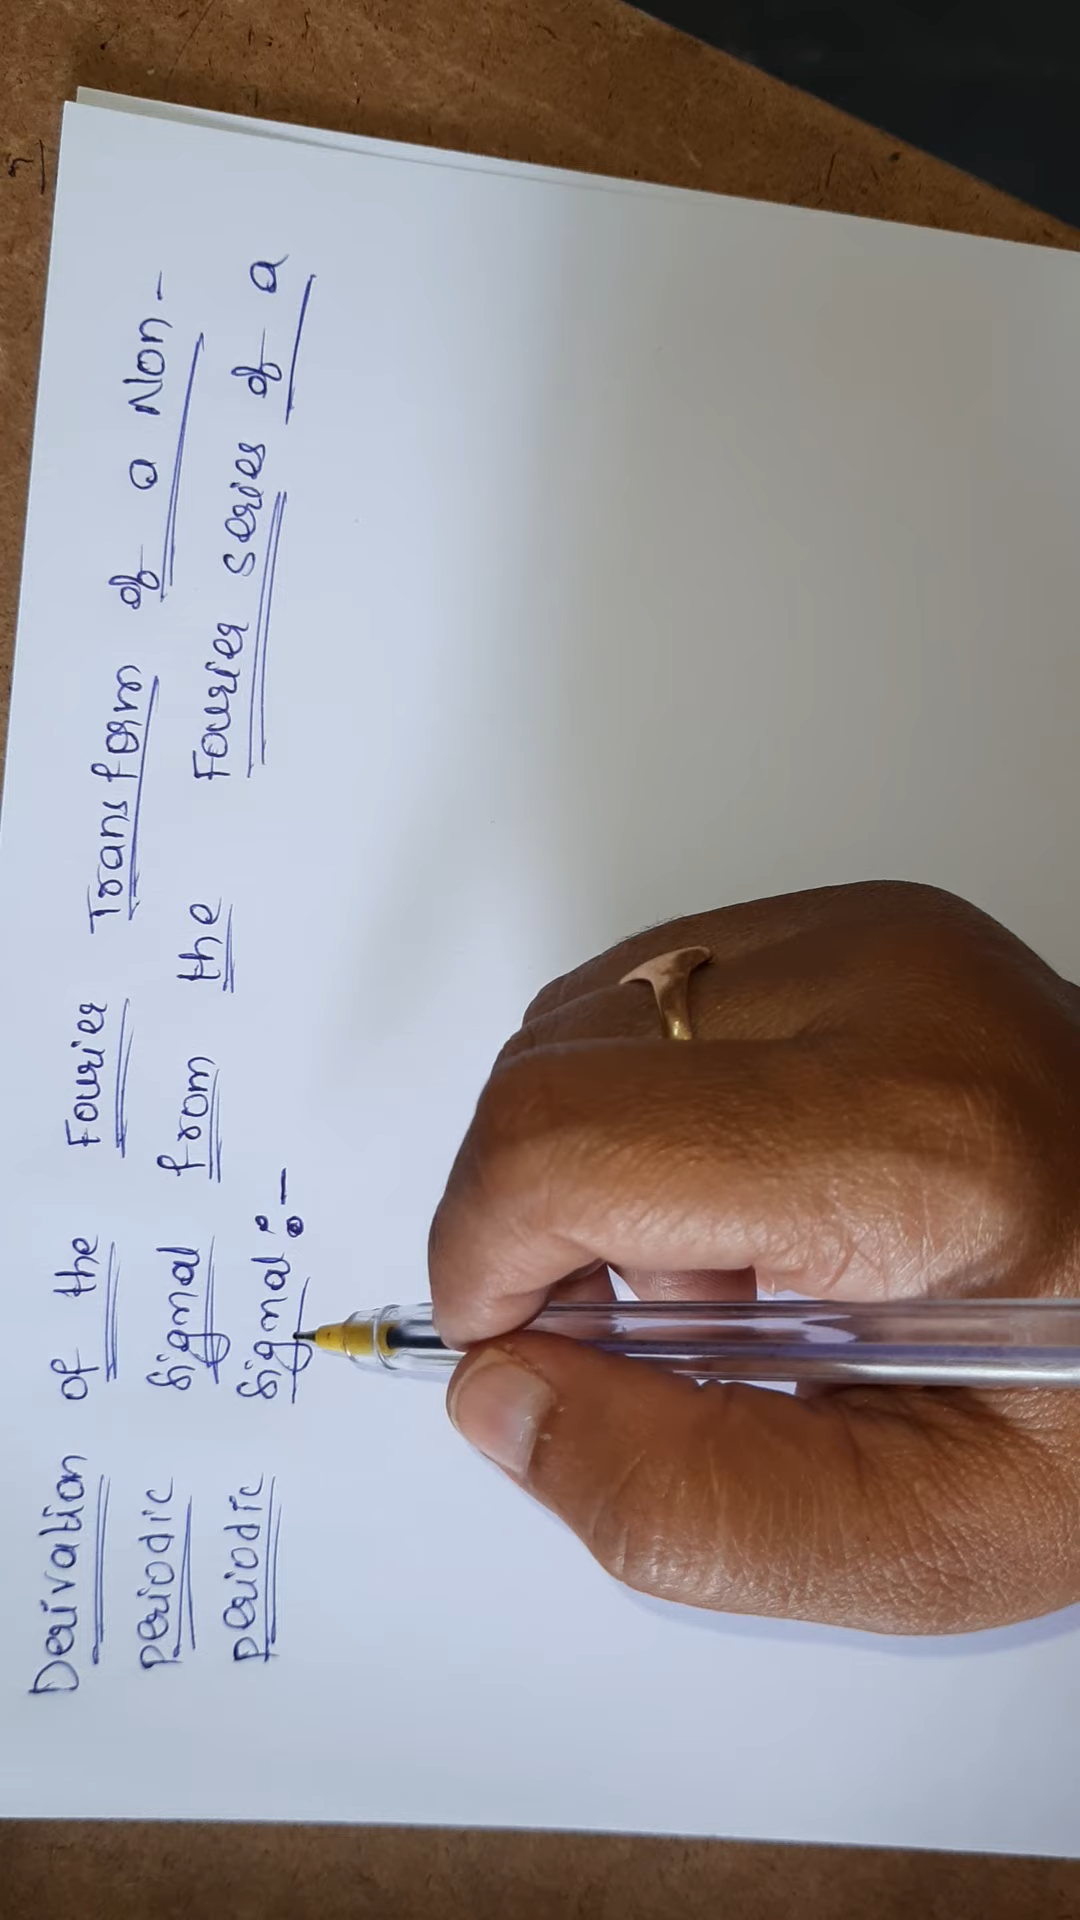 Derivation of the Fourier Transform of a Non-
periodic signal from the Fourier series of a
periodic signal :-